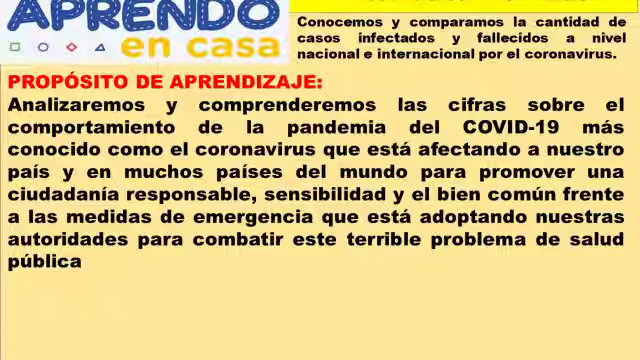 APRENDO
en casa
Conocemos y comparamos la cantidad de
casos infectados y fallecidos a nivel
nacional e internacional por el coronavirus.
PROPÓSITO DE APRENDIZAJE:
Analizaremos y comprenderemos las cifras sobre el
comportamiento de la pandemia del COVID-19 más
conocido como el coronavirus que está afectando a nuestro
país y en muchos países del mundo para promover una
ciudadanía responsable, sensibilidad y el bien común frente
a las medidas de emergencia que está adoptando nuestras
autoridades para combatir este terrible problema de salud
pública